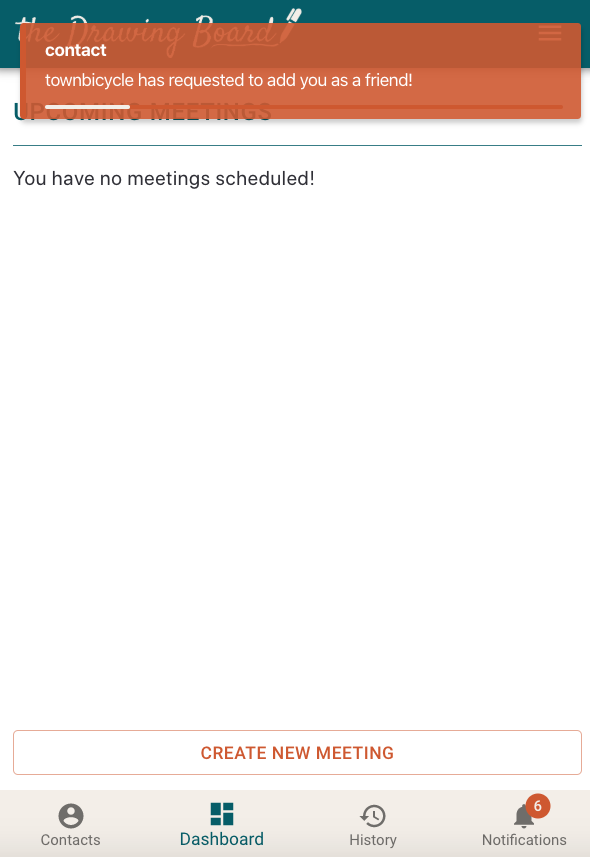 the Drawing Board
contact
townbicycle has requested to add you as a friend!
UPCOMING MEETINGS
You have no meetings scheduled!
CREATE NEW MEETING
6
Contacts
Dashboard
History
Notifications